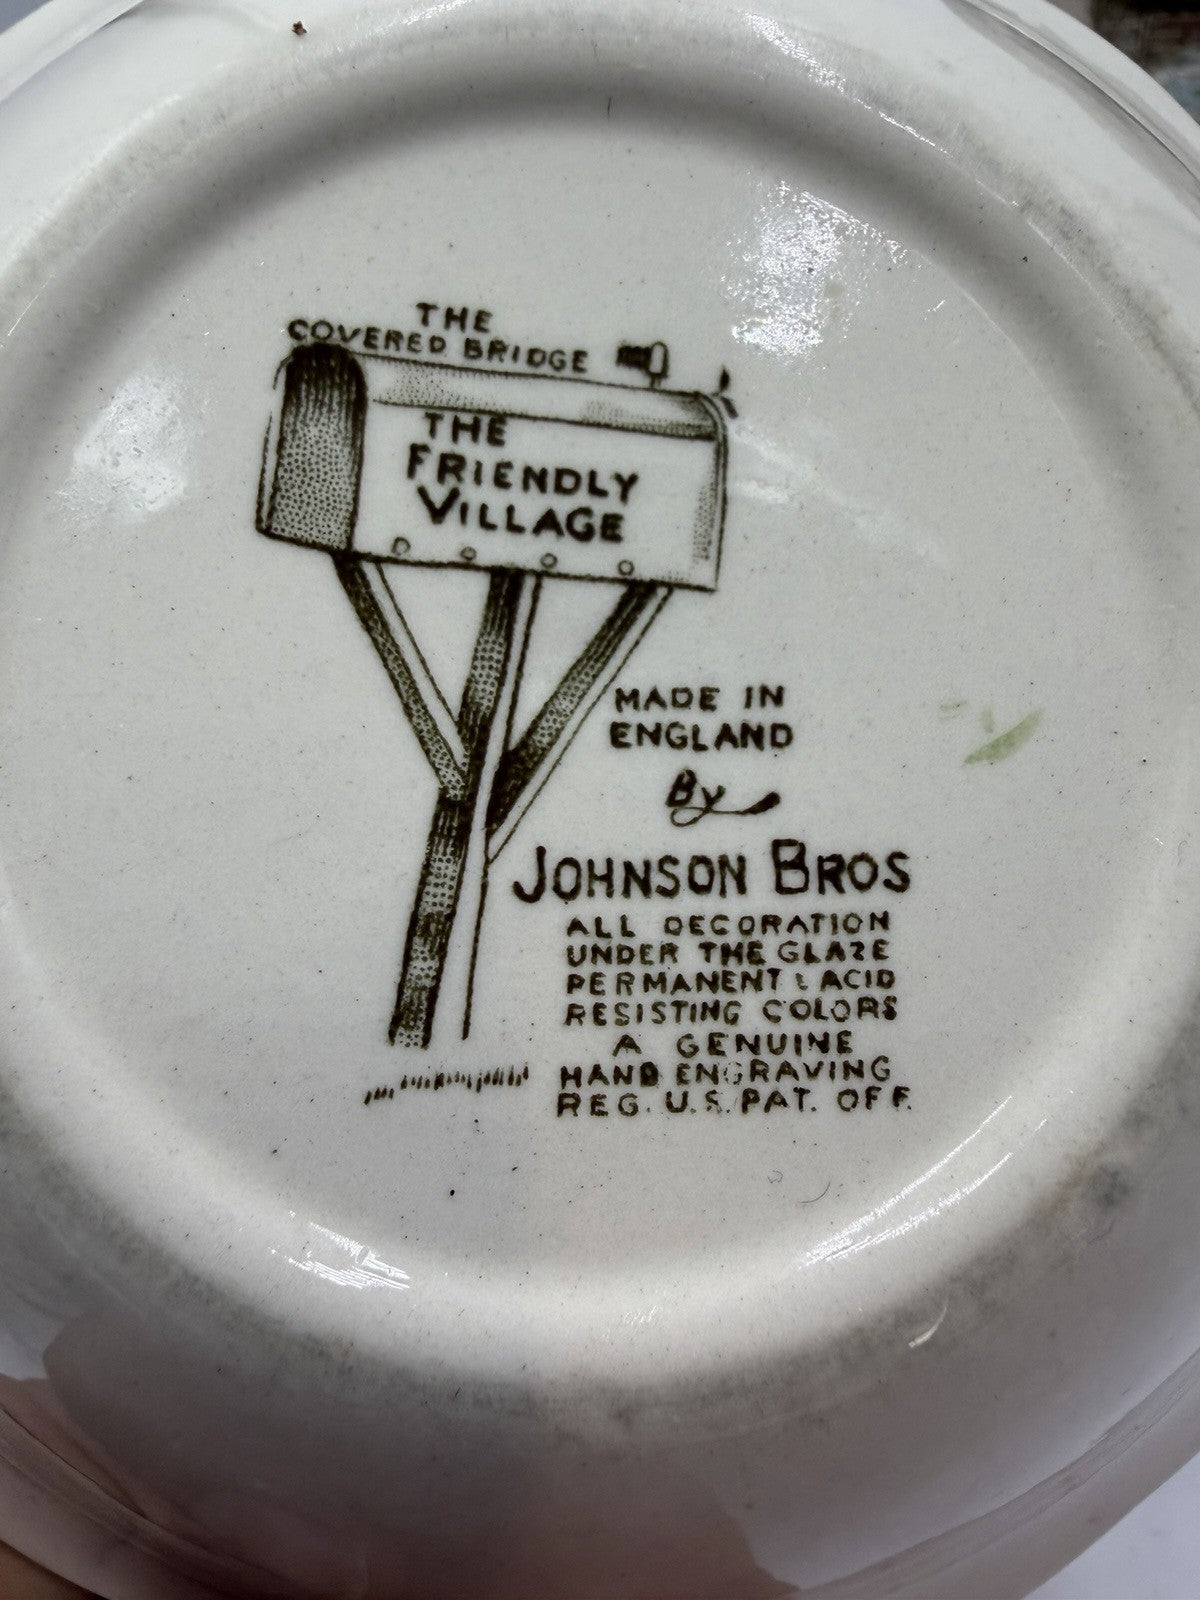 THE
COVERED BRIDGE
THE
FRIENDLY
VILLAGE
MADE IN
ENGLAND
By
JOHNSON BROS
ALL DECORATION
UNDER THE GLAZE
PERMANENT & ACID
RESISTING COLORS
A GENUINE
HAND ENGRAVING
REG. U.S. PAT. OFF.